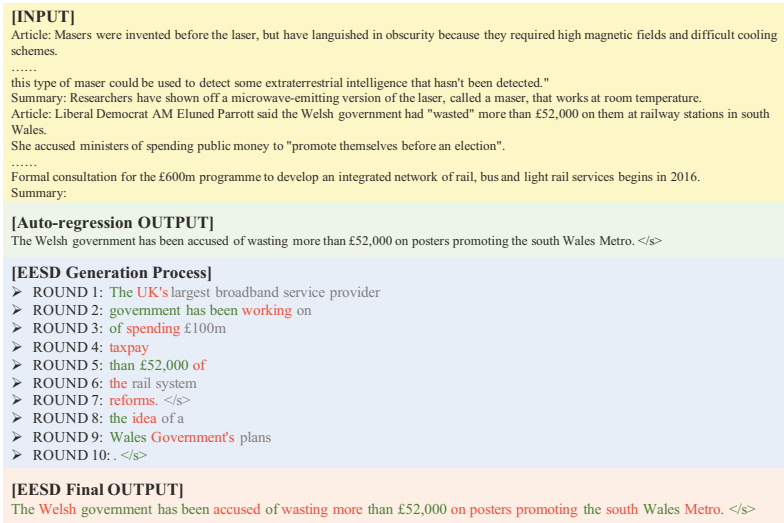 [INPUT]
Article: Masers were invented before the laser, but have languished in obscurity because they required high magnetic fields and difficult cooling
schemes.
……
this type of maser could be used to detect some extraterrestrial intelligence that hasn't been detected."
Summary: Researchers have shown off a microwave-emitting version of the laser, called a maser, that works at room temperature.
Article: Liberal Democrat AM Eluned Parrott said the Welsh government had "wasted" more than £52,000 on them at railway stations in south
Wales.
She accused ministers of spending public money to "promote themselves before an election".
……
Formal consultation for the £600m programme to develop an integrated network of rail, bus and light rail services begins in 2016.
Summary:
[Auto-regression OUTPUT]
The Welsh government has been accused of wasting more than £52,000 on posters promoting the south Wales Metro. </s>
[EESD Generation Process]
➢ ROUND 1: The UK's largest broadband service provider
➢ ROUND 2: government has been working on
➢ ROUND 3: of spending £100m
➢ ROUND 4: taxpay
➢ ROUND 5: than £52,000 of
➢ ROUND 6: the rail system
➢ ROUND 7: reforms. </s>
➢ ROUND 8: the idea of a
➢ ROUND 9: Wales Government's plans
➢ ROUND 10: . </s>
[EESD Final OUTPUT]
The Welsh government has been accused of wasting more than £52,000 on posters promoting the south Wales Metro. </s>